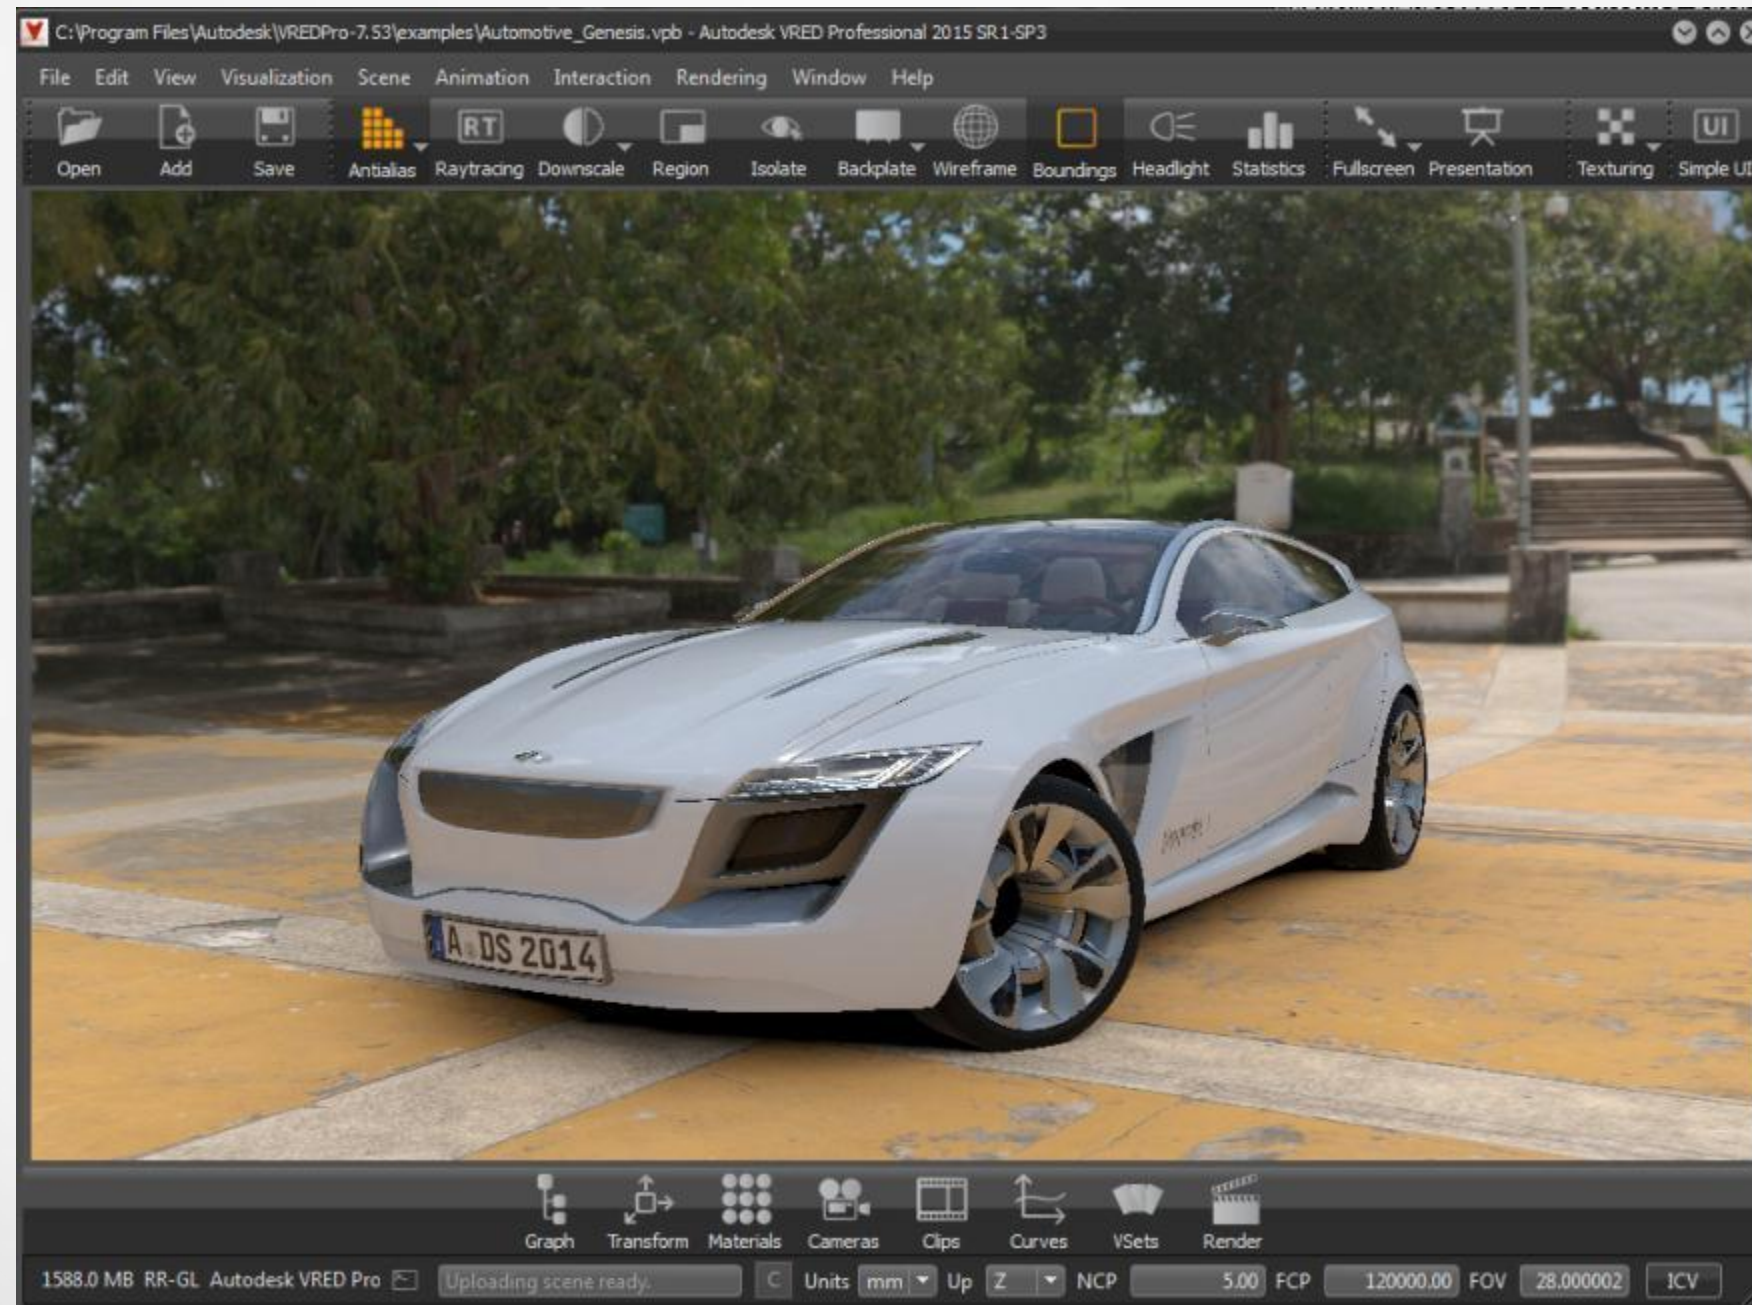 C:\Program Files\Autodesk\VREDPro-7.53\examples\Automotive_Genesis.vpb - Autodesk VRED Professional 2015 SR1-SP3
File Edit View Visualization Scene Animation Interaction Rendering Window Help
RT UI
Open Add Save Antialias Raytracing Downscale Region Isolate Backplate Wireframe Boundings Headlight Statistics Fullscreen Presentation Texturing Simple UI
A DS 2014
Graph Transform Materials Cameras Clips Curves VSets Render
1588.0 MB RR-GL Autodesk VRED Pro Uploading scene ready. C Units mm Up Z NCP 5.00 FCP 120000.00 FOV 28.000002 ICV